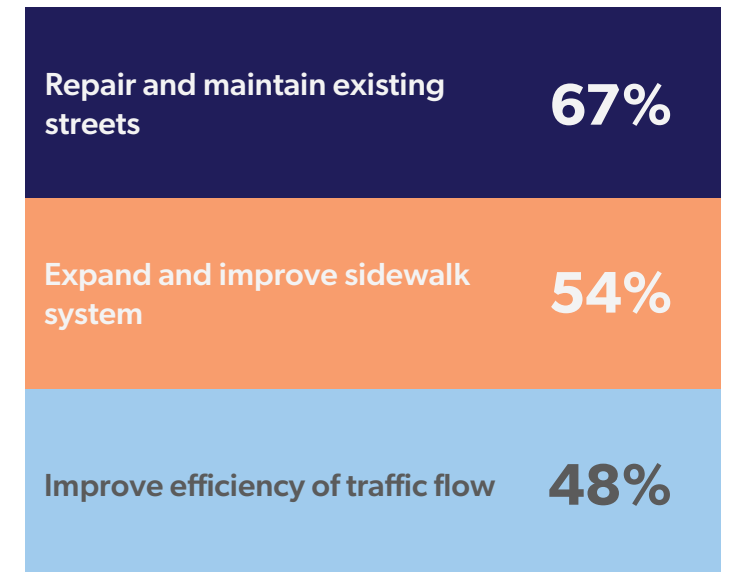 Repair and maintain existing
streets
67%
Expand and improve sidewalk
system
54%
Improve efficiency of traffic flow
48%